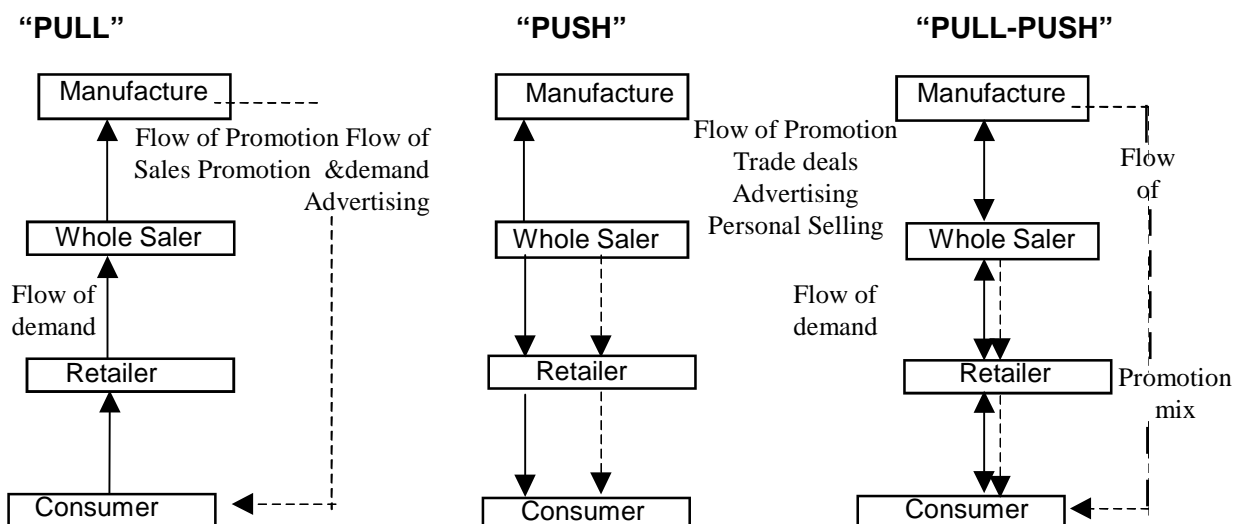 “PULL”
“PUSH”
“PULL-PUSH”
Manufacture
Manufacture
Manufacture
Flow of Promotion Flow of
Sales Promotion &demand
Advertising
Flow of Promotion
Trade deals
Advertising
Personal Selling
Flow
of
Whole Saler
Whole Saler
Whole Saler
Flow of
demand
Flow of
demand
Retailer
Retailer
Retailer
Promotion
mix
Consumer
Consumer
Consumer